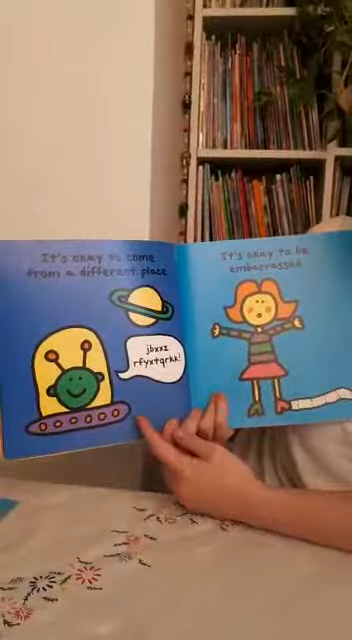 It's okay to come
from a different place
jbxxz
rfyxtqrkk!
It's okay to be
embarrassed